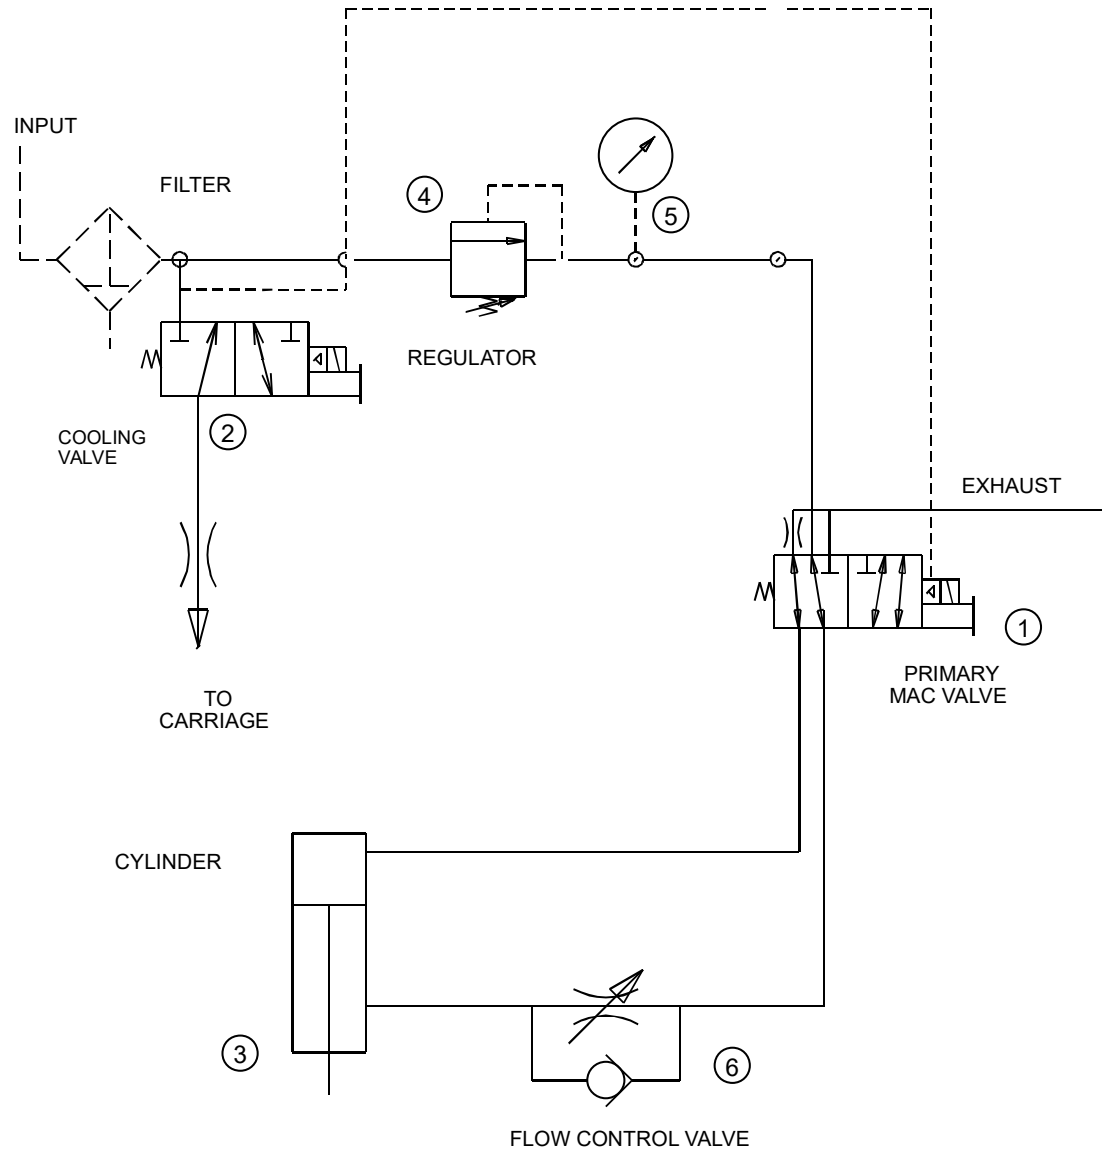 INPUT
FILTER
4
5
REGULATOR
2
COOLING
VALVE
EXHAUST
1
PRIMARY
MAC VALVE
TO
CARRIAGE
CYLINDER
3
6
FLOW CONTROL VALVE